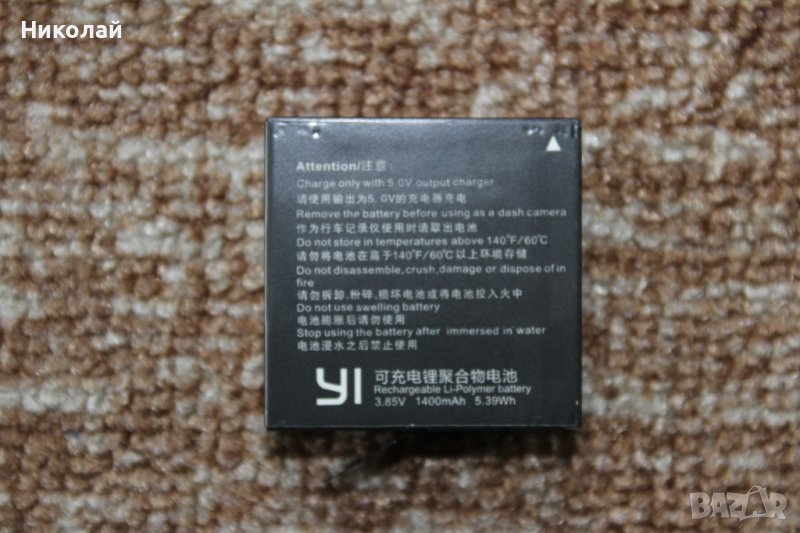 Николай
Attention/注意:
Charge only with 5.0V output charger
请使用输出为5.0V的充电器充电
Remove the battery before using as a dash camera
作为行车记录仪使用时请取出电池
Do not store in temperatures above 140°F/60℃
请勿将电池在高于140°F/60℃以上环境存储
Do not disassemble,crush,damage or dispose of in
fire
请勿拆卸,粉碎,损坏电池或将电池投入火中
Do not use swelling battery
电池膨胀后请勿使用
Stop using the battery after immersed in water
电池浸水之后禁止使用
YI
可充电锂聚合物电池
Rechargeable Li-Polymer battery
3.85V 1400mAh 5.39Wh
BAZAR